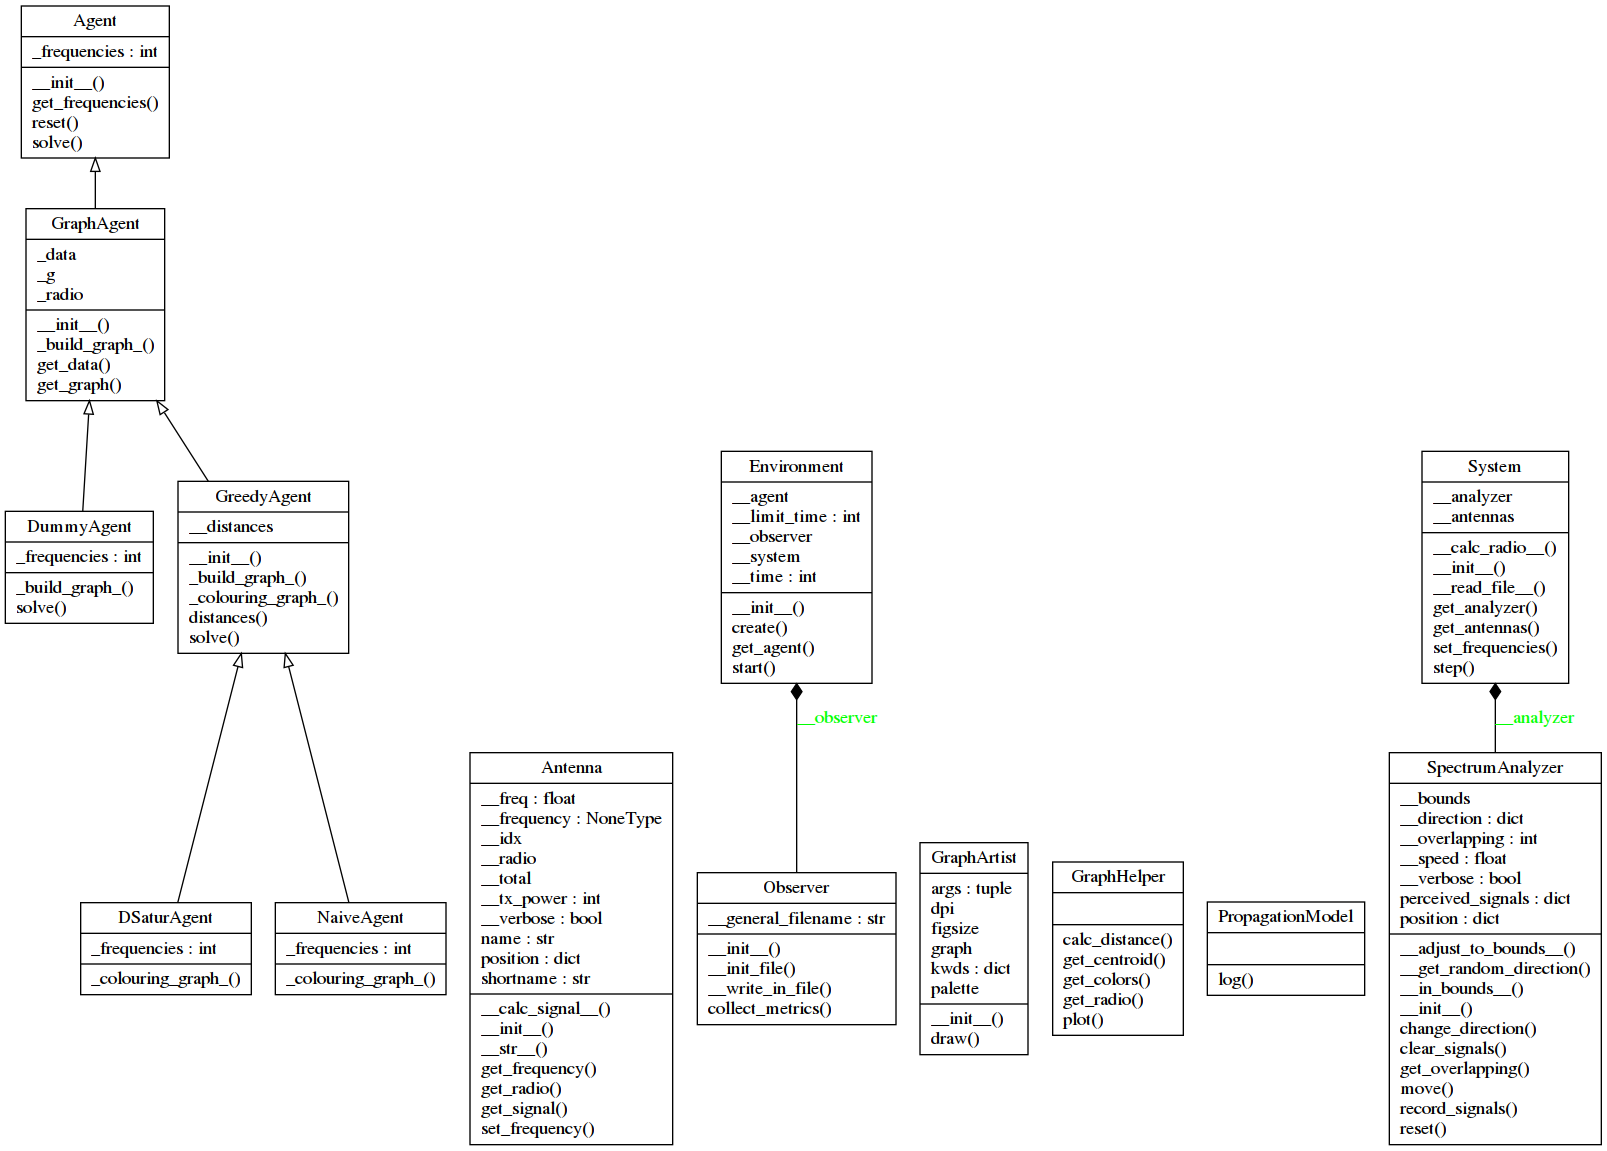 Agent
_frequencies : int
__init__()
get_frequencies()
reset()
solve()
GraphAgent
_data
_g
_radio
__init__()
_build_graph_()
get_data()
get_graph()
DummyAgent
_frequencies : int
_build_graph_()
solve()
GreedyAgent
__distances
__init__()
_build_graph_()
_colouring_graph_()
distances()
solve()
DSaturAgent
_frequencies : int
_colouring_graph_()
NaiveAgent
_frequencies : int
_colouring_graph_()
Antenna
__freq : float
__frequency : NoneType
__idx
__radio
__total
__tx_power : int
__verbose : bool
name : str
position : dict
shortname : str
__calc_signal__()
__init__()
__str__()
get_frequency()
get_radio()
get_signal()
set_frequency()
Environment
__agent
__limit_time : int
__observer
__system
__time : int
__init__()
create()
get_agent()
start()
__observer
Observer
__general_filename : str
__init__()
__init_file()
__write_in_file()
collect_metrics()
GraphArtist
args : tuple
dpi
figsize
graph
kwds : dict
palette
__init__()
draw()
GraphHelper
calc_distance()
get_centroid()
get_colors()
get_radio()
plot()
PropagationModel
log()
System
__analyzer
__antennas
__calc_radio__()
__init__()
__read_file__()
get_analyzer()
get_antennas()
set_frequencies()
step()
__analyzer
SpectrumAnalyzer
__bounds
__direction : dict
__overlapping : int
__speed : float
__verbose : bool
perceived_signals : dict
position : dict
__adjust_to_bounds__()
__get_random_direction()
__in_bounds__()
__init__()
change_direction()
clear_signals()
get_overlapping()
move()
record_signals()
reset()